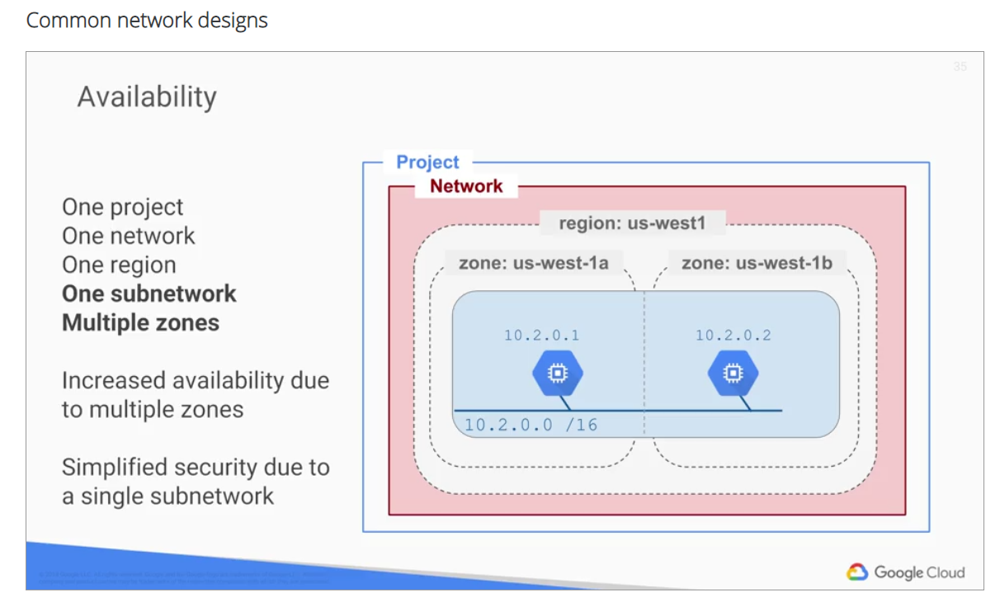 Common network designs
35
Availability
Project
Network
One project
One network
One region
One subnetwork
Multiple zones
Increased availability due
to multiple zones
Simplified security due to
a single subnetwork
region: us-west1
zone: us-west-1a
zone: us-west-1b
10.2.0.1
10.2.0.2
10.2.0.0 /16
Google Cloud